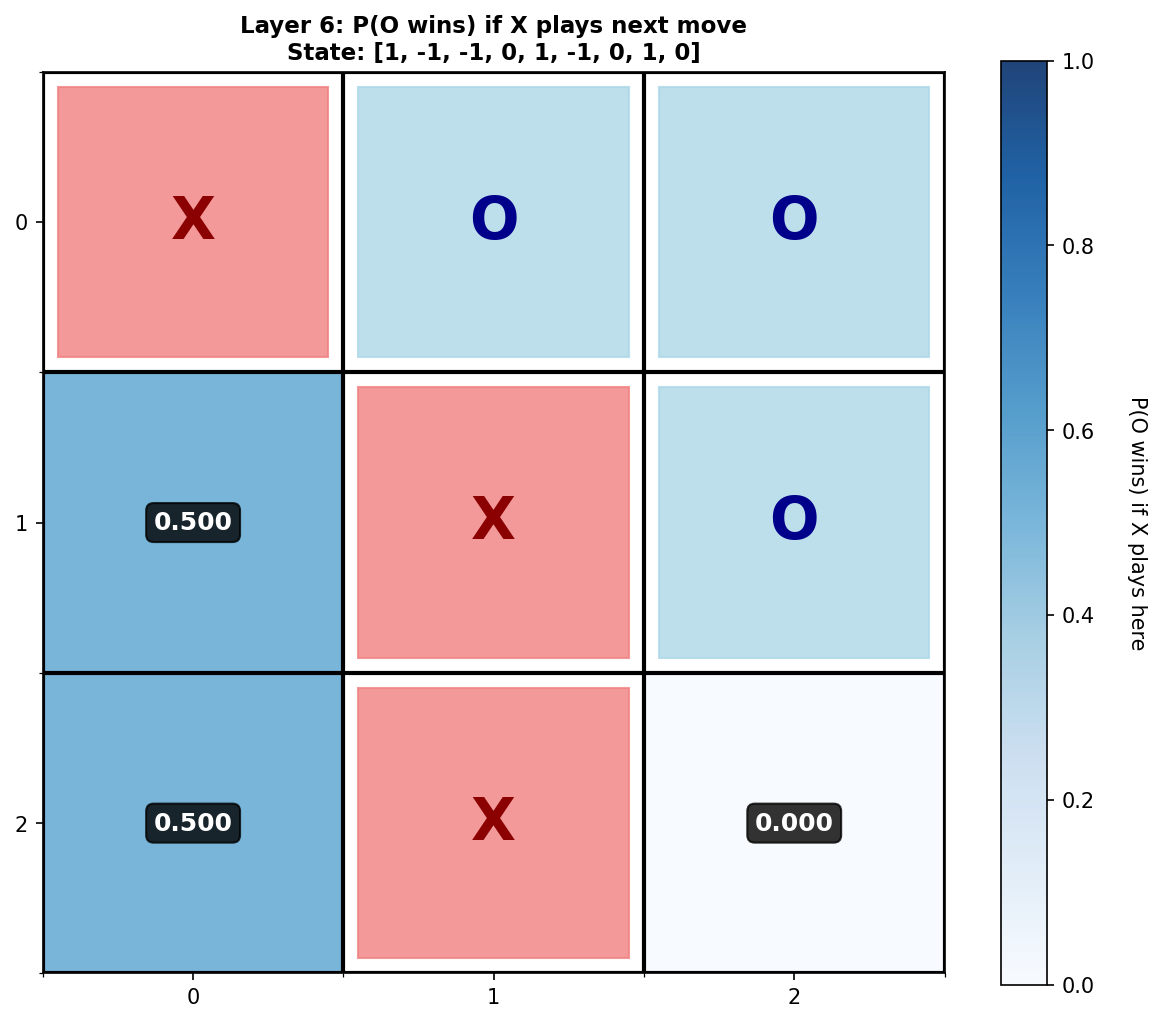 Layer 6: P(O wins) if X plays next move
State: [1, -1, -1, 0, 1, -1, 0, 1, 0]
X
O
O
0
0.500
X
O
1
0.500
X
0.000
2
0
1
2
1.0
0.8
0.6
0.4
0.2
0.0
P(O wins) if X plays here